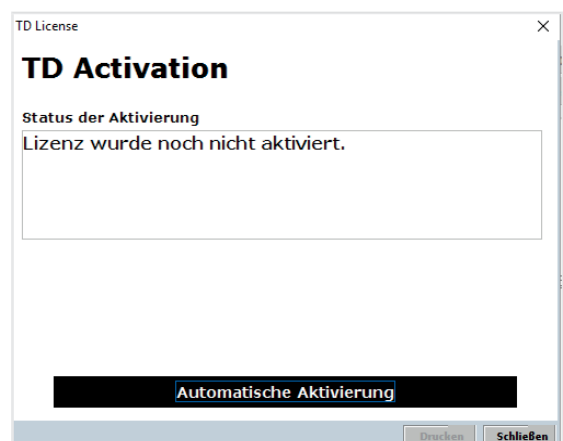 TD License
TD Activation
Status der Aktivierung
Lizenz wurde noch nicht aktiviert.
Automatische Aktivierung
Drucken Schließen